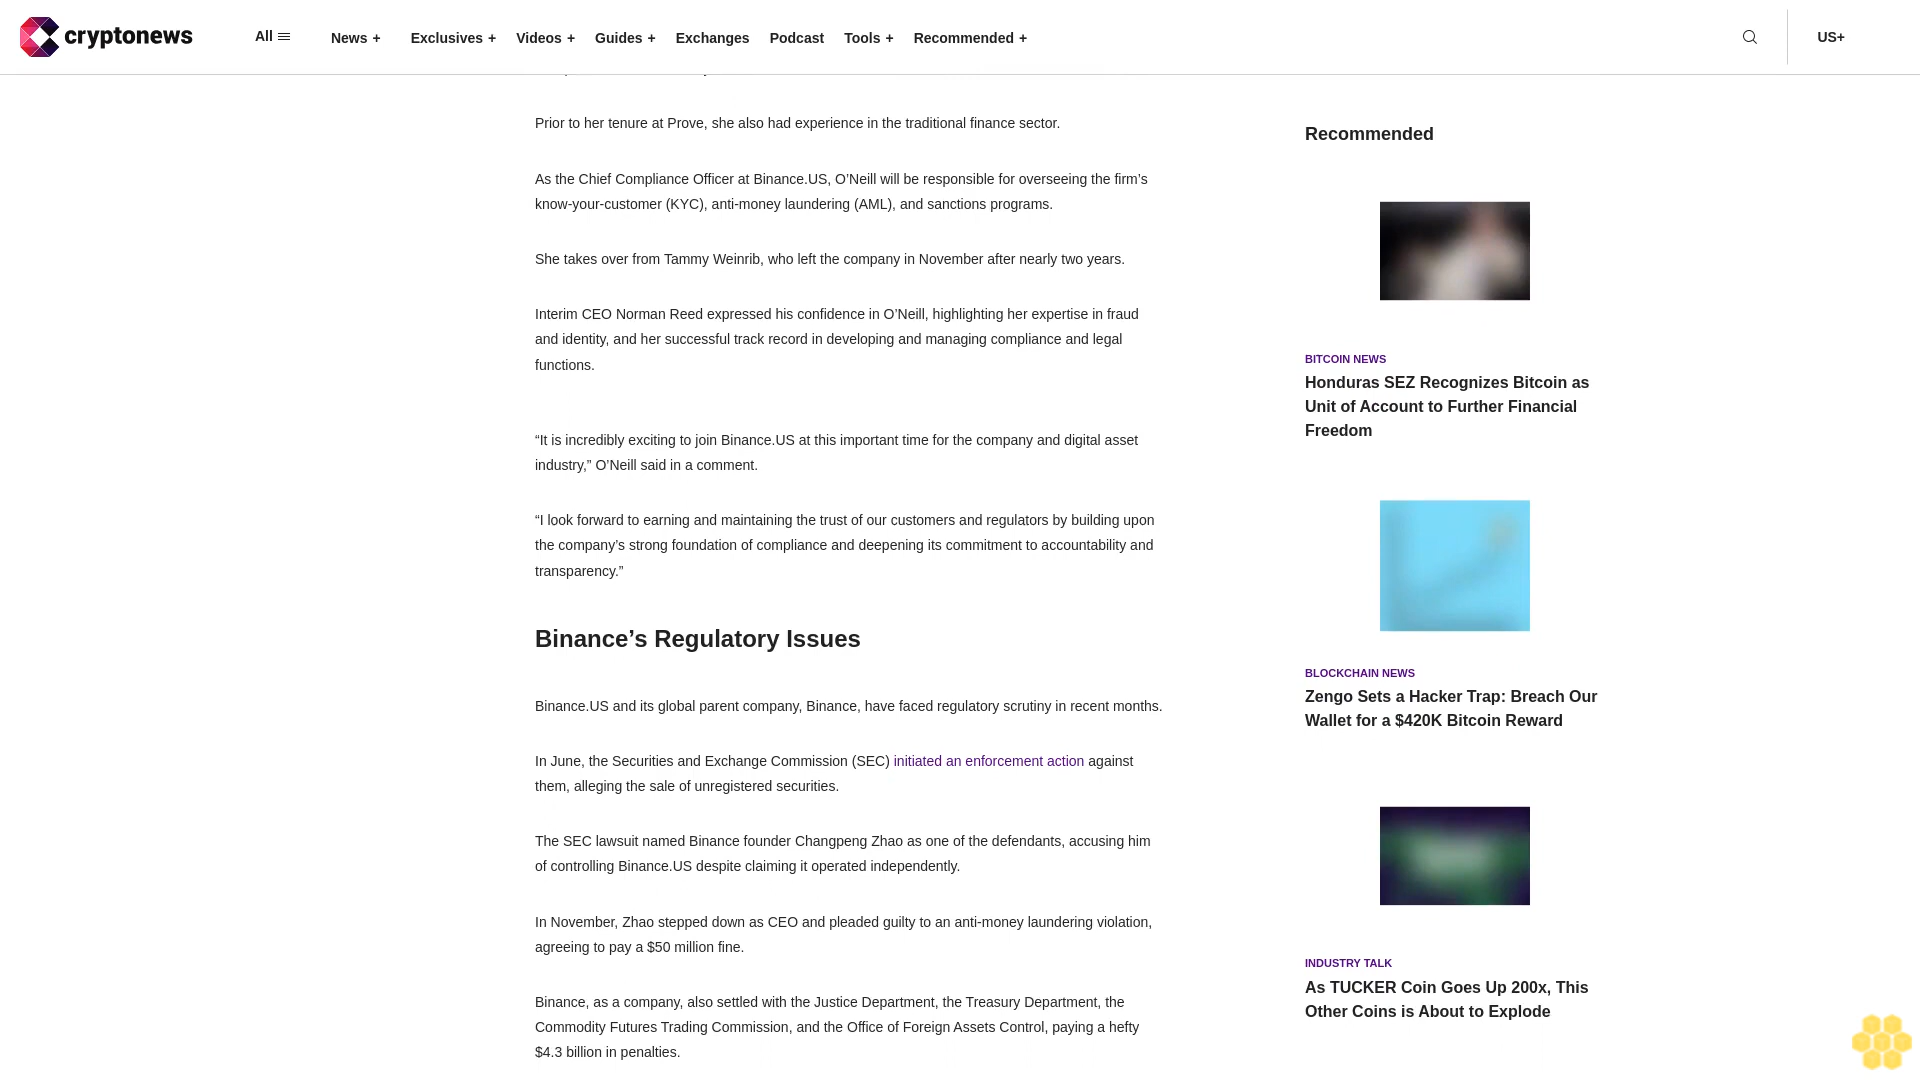 cryptonews
All
News +
Exclusives +
Videos +
Guides +
Exchanges
Podcast
Tools +
Recommended +
US+
Prior to her tenure at Prove, she also had experience in the traditional finance sector.
As the Chief Compliance Officer at Binance.US, O’Neill will be responsible for overseeing the firm’s
know-your-customer (KYC), anti-money laundering (AML), and sanctions programs.
She takes over from Tammy Weinrib, who left the company in November after nearly two years.
Interim CEO Norman Reed expressed his confidence in O’Neill, highlighting her expertise in fraud
and identity, and her successful track record in developing and managing compliance and legal
functions.
“It is incredibly exciting to join Binance.US at this important time for the company and digital asset
industry,” O’Neill said in a comment.
“I look forward to earning and maintaining the trust of our customers and regulators by building upon
the company’s strong foundation of compliance and deepening its commitment to accountability and
transparency.”
Binance’s Regulatory Issues
Binance.US and its global parent company, Binance, have faced regulatory scrutiny in recent months.
In June, the Securities and Exchange Commission (SEC) initiated an enforcement action against
them, alleging the sale of unregistered securities.
The SEC lawsuit named Binance founder Changpeng Zhao as one of the defendants, accusing him
of controlling Binance.US despite claiming it operated independently.
In November, Zhao stepped down as CEO and pleaded guilty to an anti-money laundering violation,
agreeing to pay a $50 million fine.
Binance, as a company, also settled with the Justice Department, the Treasury Department, the
Commodity Futures Trading Commission, and the Office of Foreign Assets Control, paying a hefty
$4.3 billion in penalties.
Recommended
BITCOIN NEWS
Honduras SEZ Recognizes Bitcoin as
Unit of Account to Further Financial
Freedom
BLOCKCHAIN NEWS
Zengo Sets a Hacker Trap: Breach Our
Wallet for a $420K Bitcoin Reward
INDUSTRY TALK
As TUCKER Coin Goes Up 200x, This
Other Coins is About to Explode